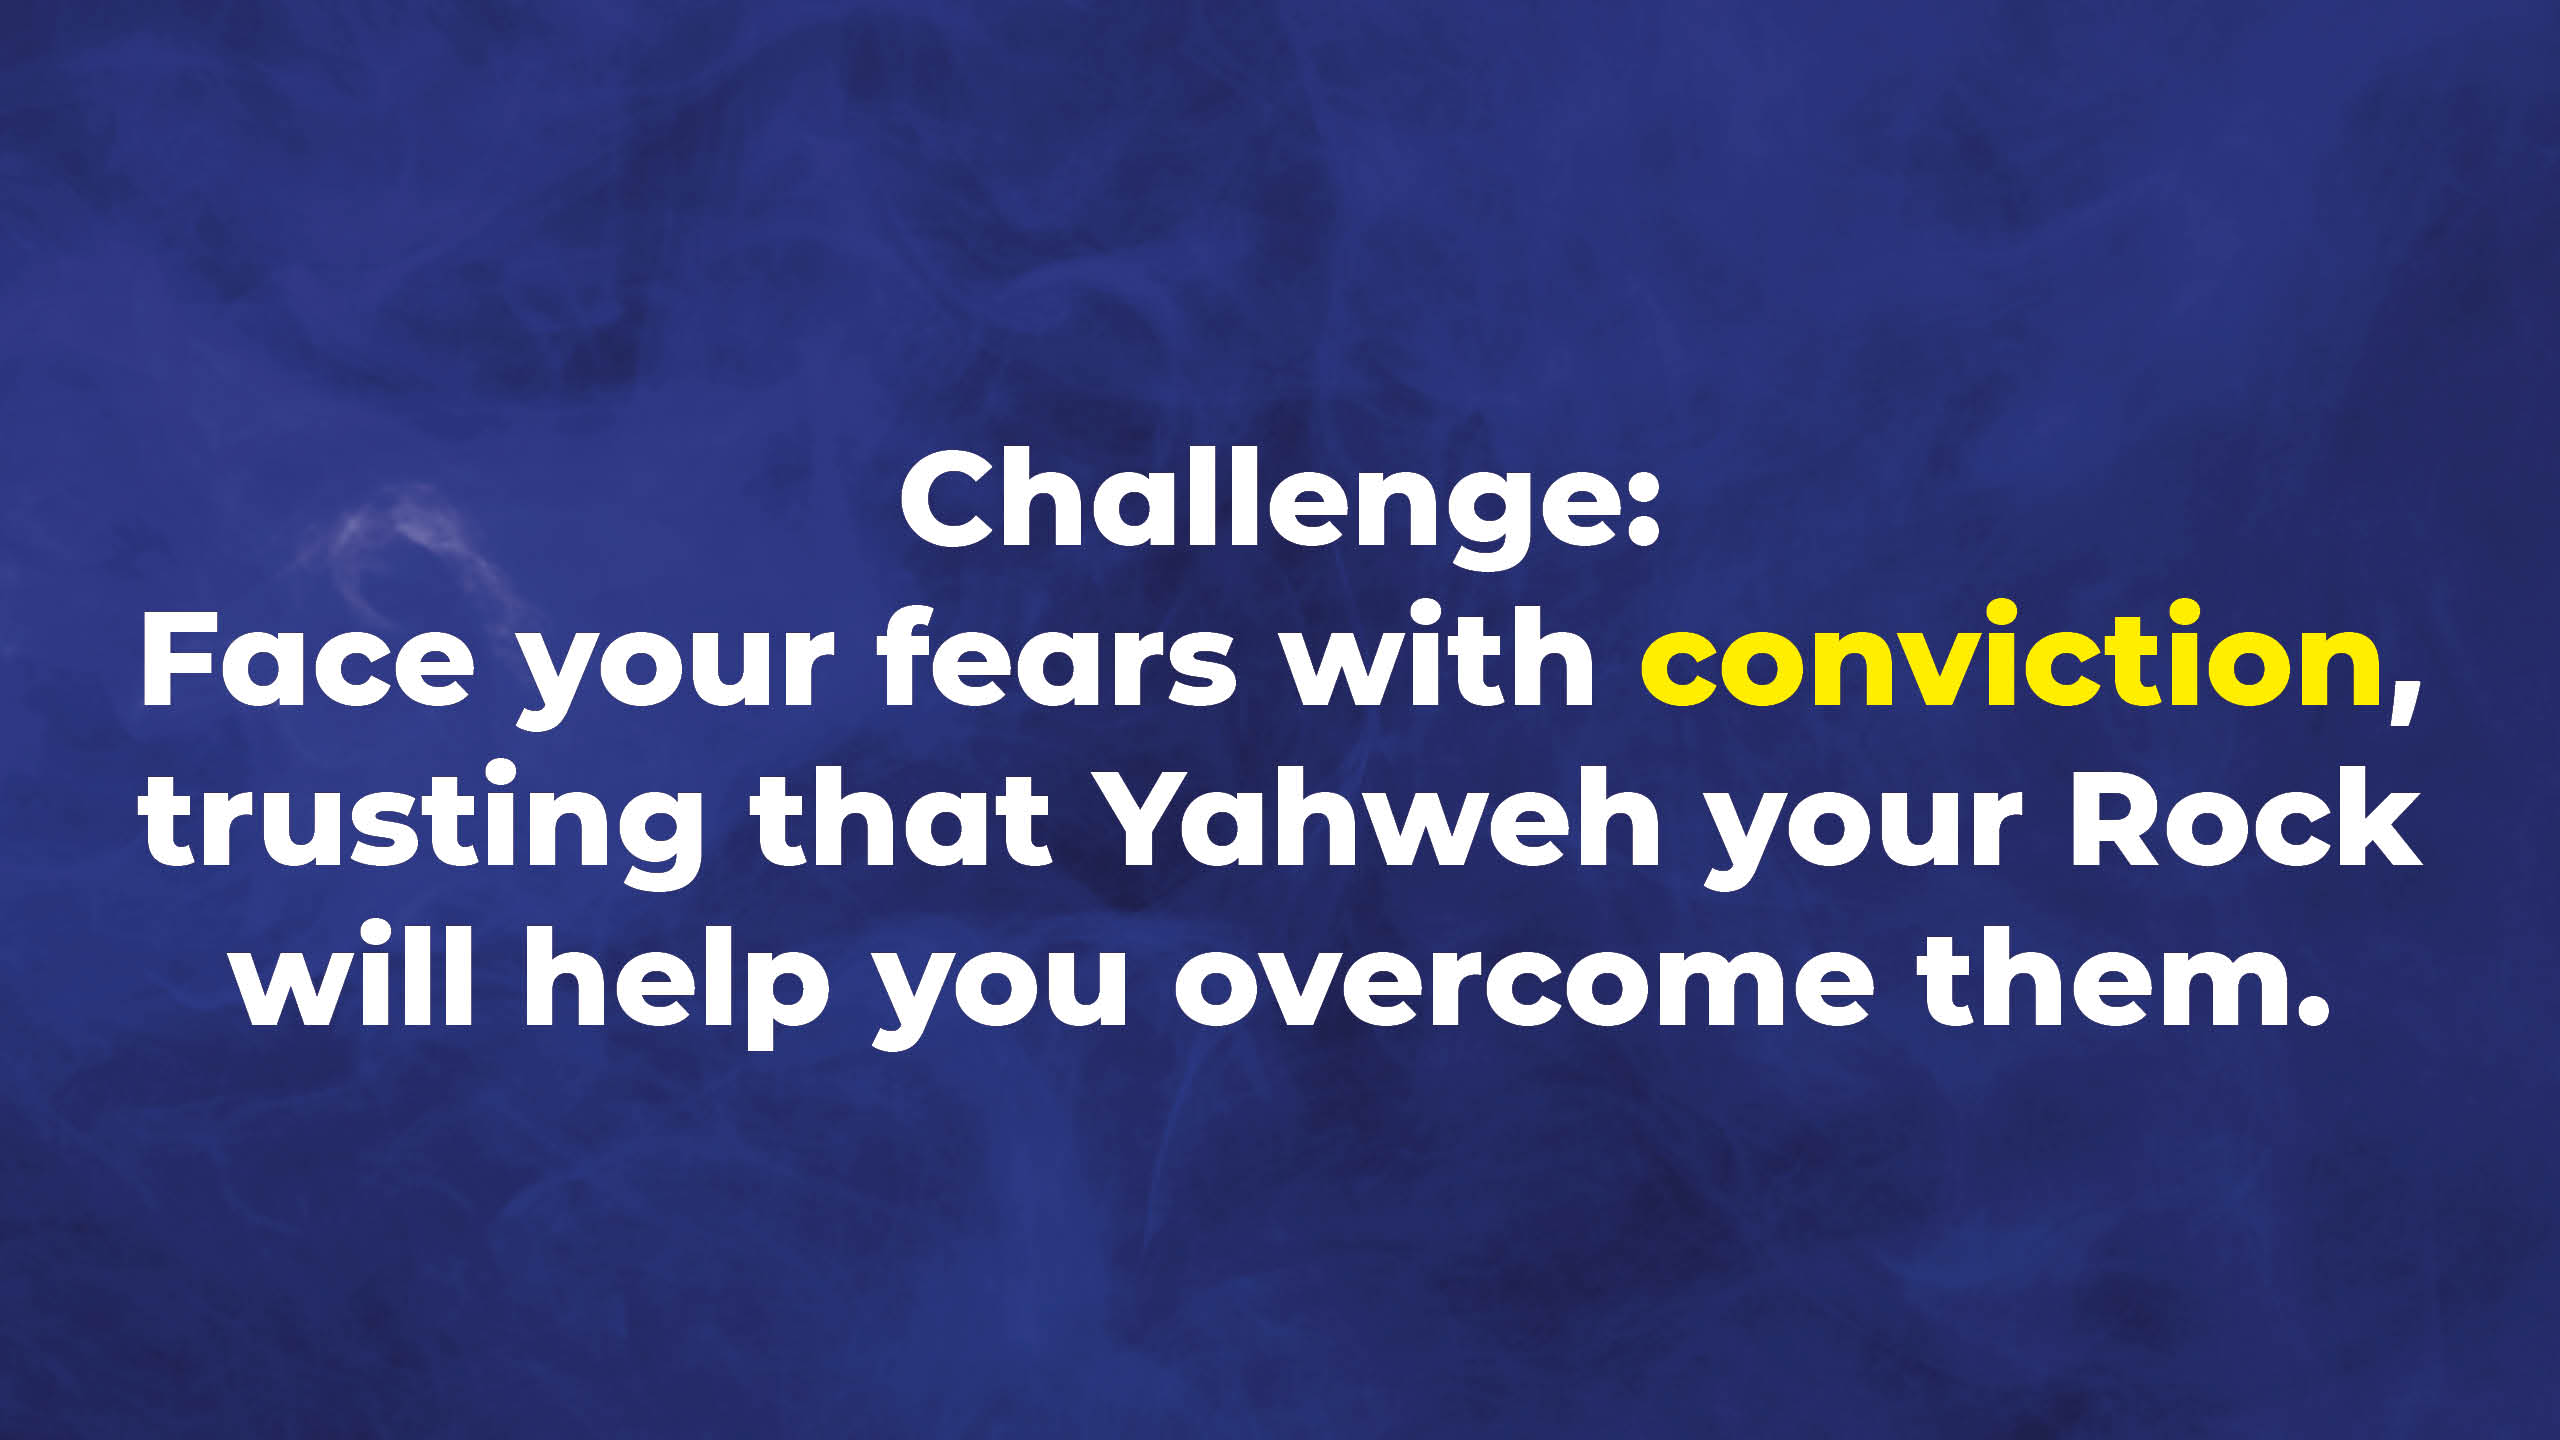 Challenge:
Face your fears with conviction,
trusting that Yahweh your Rock
will help you overcome them.